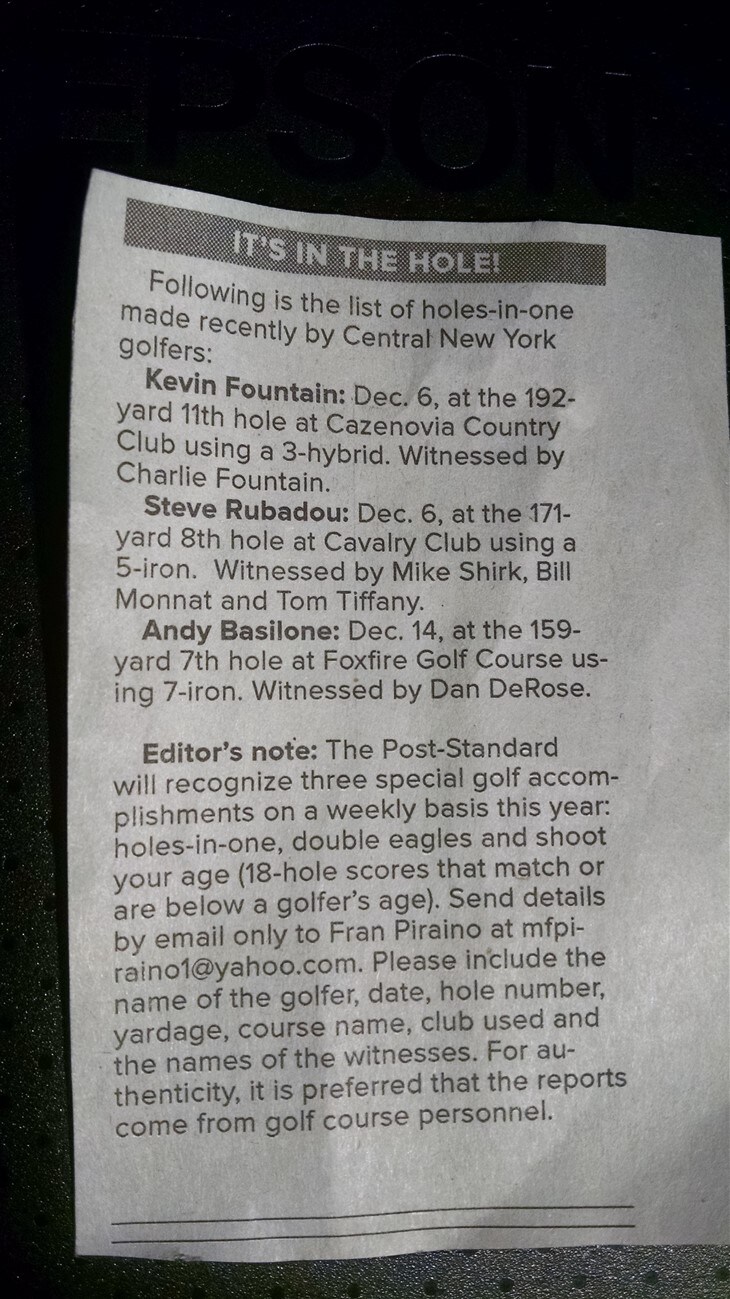 EPSON
IT'S IN THE HOLE!
Following is the list of holes-in-one
made recently by Central New York
golfers:
Kevin Fountain: Dec. 6, at the 192-
yard 11th hole at Cazenovia Country
Club using a 3-hybrid. Witnessed by
Charlie Fountain.
Steve Rubadou: Dec. 6, at the 171-
yard 8th hole at Cavalry Club using a
5-iron. Witnessed by Mike Shirk, Bill
Monnat and Tom Tiffany.
Andy Basilone: Dec. 14, at the 159-
yard 7th hole at Foxfire Golf Course us-
ing 7-iron. Witnessed by Dan DeRose.
Editor's note: The Post-Standard
will recognize three special golf accom-
plishments on a weekly basis this year:
holes-in-one, double eagles and shoot
your age (18-hole scores that match or
are below a golfer's age). Send details
by email only to Fran Piraino at mfpi-
raino1@yahoo.com. Please include the
name of the golfer, date, hole number,
yardage, course name, club used and
the names of the witnesses. For au-
thenticity, it is preferred that the reports
come from golf course personnel.